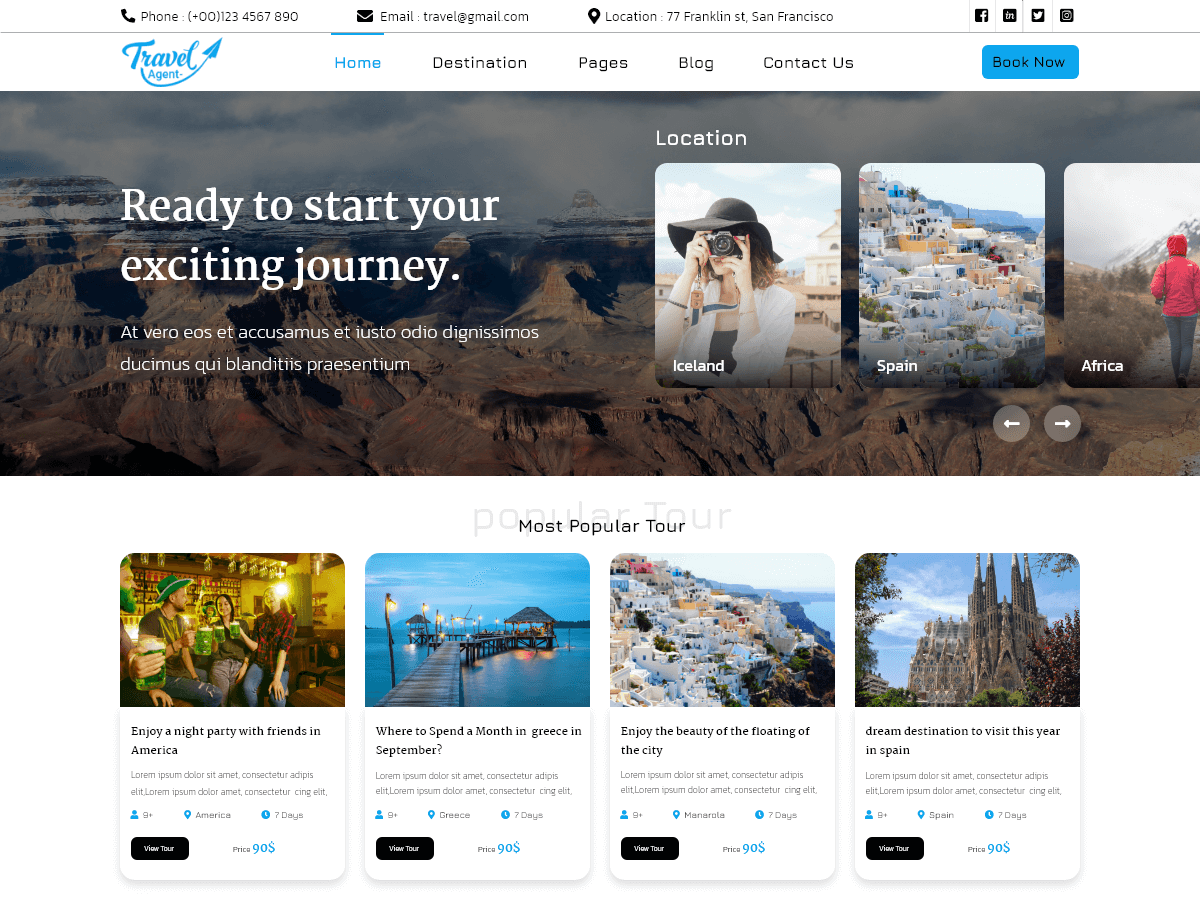 Phone : (+00)123 4567 890
Email : travel@gmail.com
Location : 77 Franklin st, San Francisco
in
Travel
Agent-
Home
Destination
Pages
Blog
Contact Us
Book Now
Ready to start your
exciting journey.
At vero eos et accusamus et iusto odio dignissimos
ducimus qui blanditiis praesentium
Location
Iceland
Spain
Africa
popular Tour
Most Popular Tour
Enjoy a night party with friends in
America
Lorem ipsum dolor sit amet, consectetur adipis
elit,Lorem ipsum dolor amet, consectetur cing elit,
9+
America
7 Days
View Tour
Price 90$
Where to Spend a Month in greece in
September?
Lorem ipsum dolor sit amet, consectetur adipis
elit,Lorem ipsum dolor amet, consectetur cing elit,
9+
Greece
7 Days
View Tour
Price 90$
Enjoy the beauty of the floating of
the city
Lorem ipsum dolor sit amet, consectetur adipis
elit,Lorem ipsum dolor amet, consectetur cing elit,
9+
Manarola
7 Days
View Tour
Price 90$
dream destination to visit this year
in spain
Lorem ipsum dolor sit amet, consectetur adipis
elit,Lorem ipsum dolor amet, consectetur cing elit,
9+
Spain
7 Days
View Tour
Price 90$